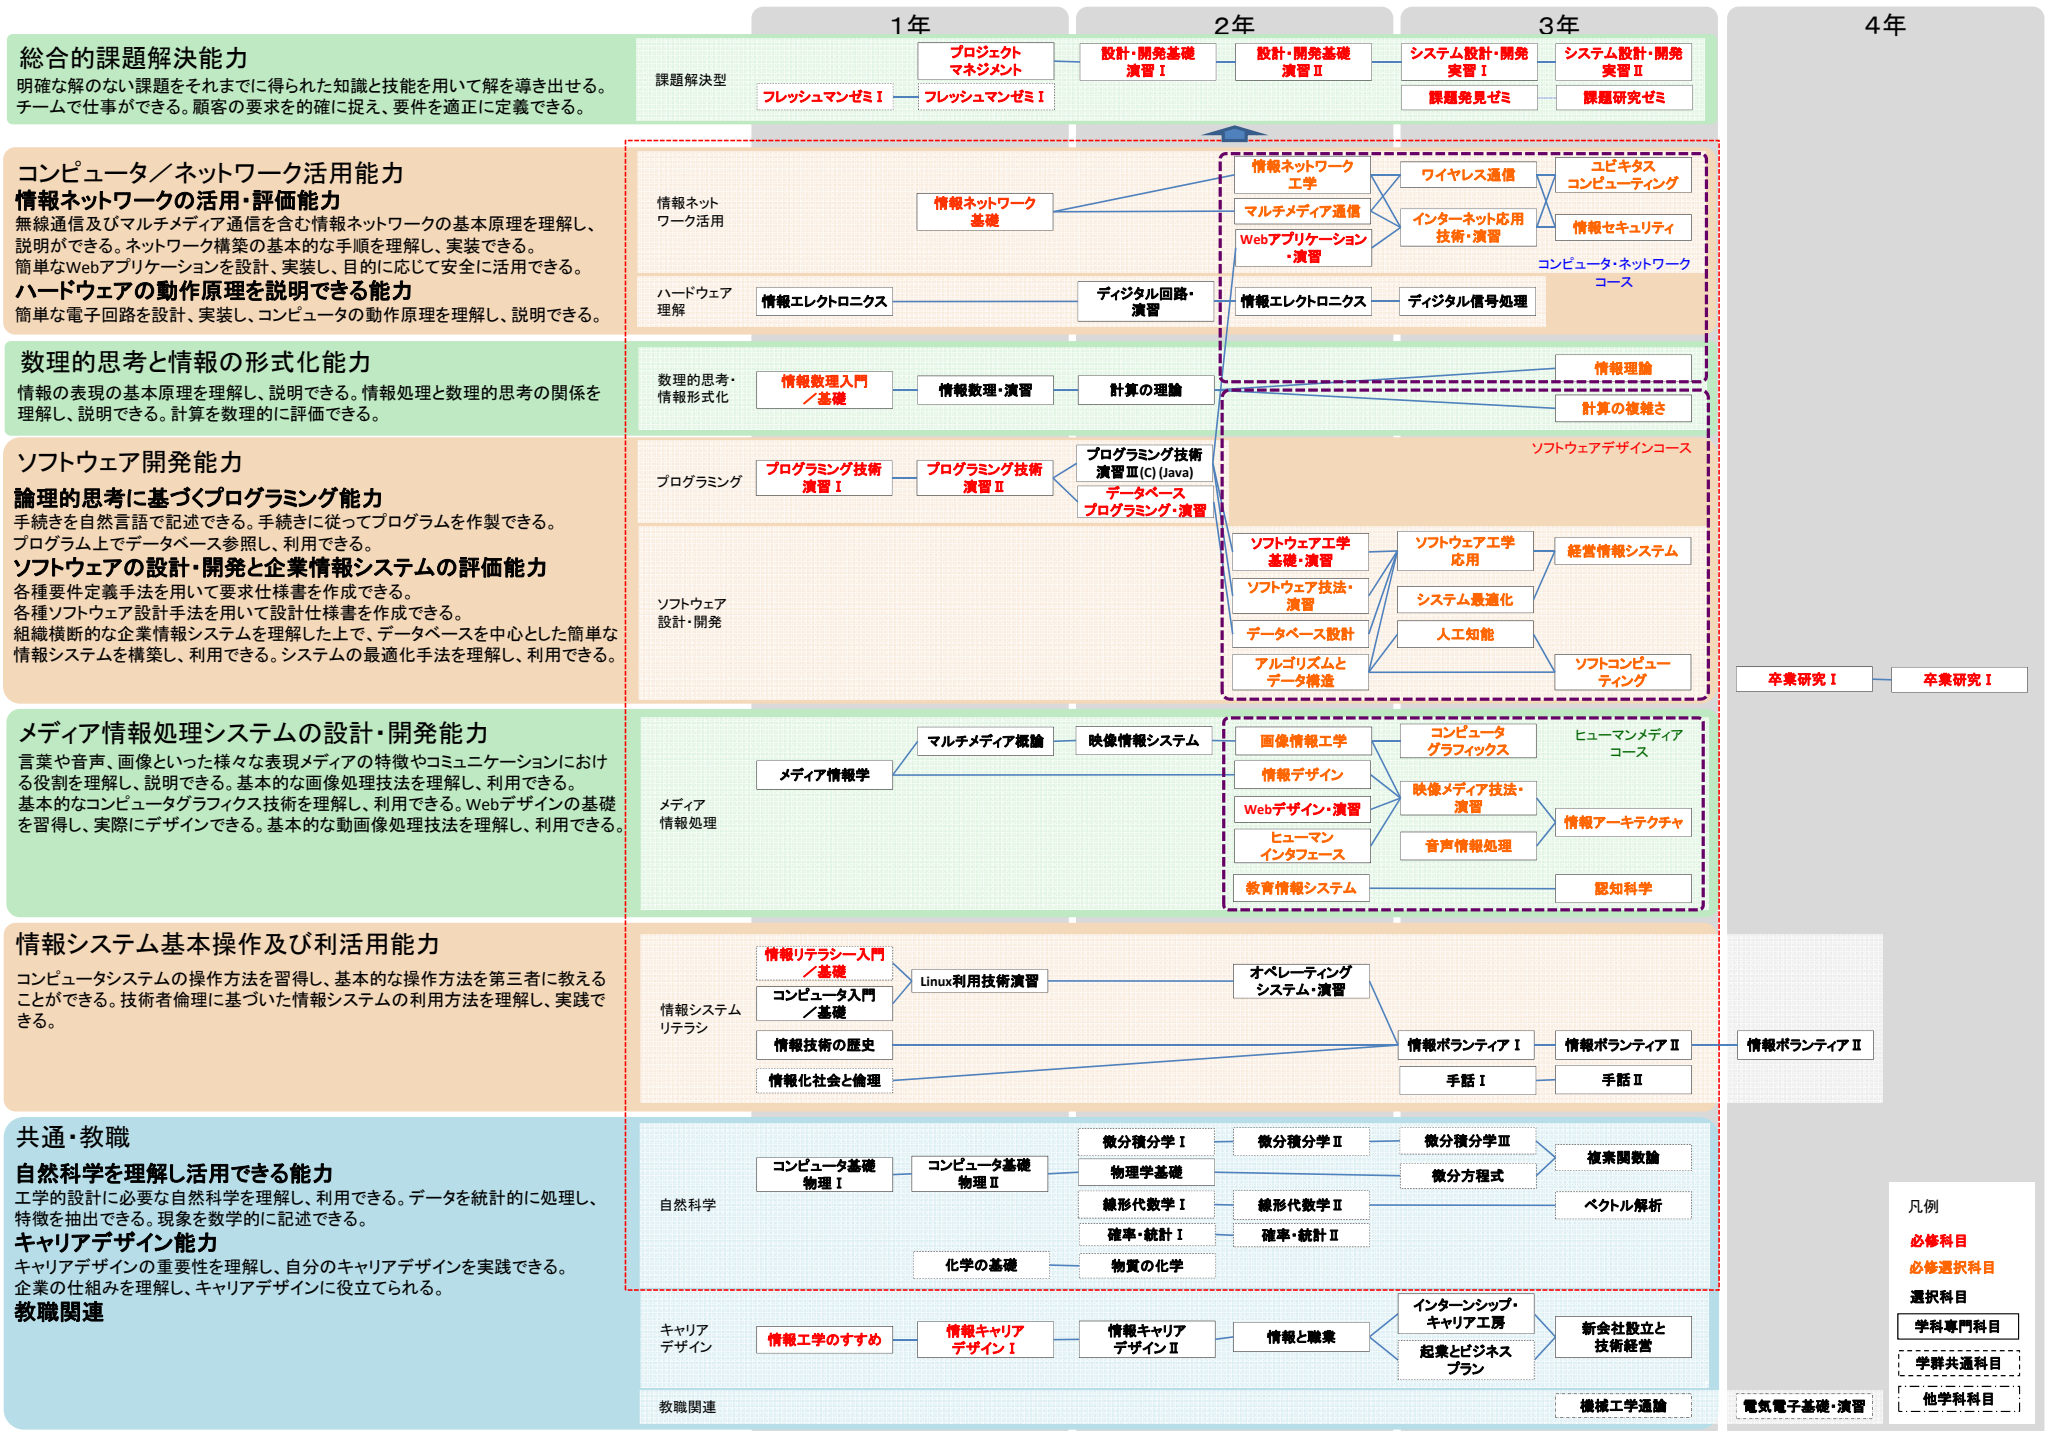 1年
2年
3年
4年
総合的課題解決能力
明確な解のない課題をそれまでに得られた知識と技能を用いて解を導き出せる。
チームで仕事ができる。顧客の要求を的確に捉え、要件を適正に定義できる。
課題解決型
プロジェクト
マネジメント
設計・開発基礎
演習Ⅰ
設計・開発基礎
演習Ⅱ
システム設計・開発
実習Ⅰ
システム設計・開発
実習Ⅱ
フレッシュマンゼミⅠ
フレッシュマンゼミⅠ
課題発見ゼミ
課題研究ゼミ
コンピュータ／ネットワーク活用能力
情報ネットワークの活用・評価能力
無線通信及びマルチメディア通信を含む情報ネットワークの基本原理を理解し、
説明ができる。ネットワーク構築の基本的な手順を理解し、実装できる。
簡単なWebアプリケーションを設計、実装し、目的に応じて安全に活用できる。
ハードウェアの動作原理を説明できる能力
簡単な電子回路を設計、実装し、コンピュータの動作原理を理解し、説明できる。
情報ネット
ワーク活用
情報ネットワーク
基礎
情報ネットワーク
工学
マルチメディア通信
Webアプリケーション
・演習
ワイヤレス通信
インターネット応用
技術・演習
ユビキタス
コンピューティング
情報セキュリティ
コンピュータ・ネットワーク
コース
ハードウェア
理解
情報エレクトロニクス
ディジタル回路・
演習
情報エレクトロニクス
ディジタル信号処理
数理的思考と情報の形式化能力
情報の表現の基本原理を理解し、説明できる。情報処理と数理的思考の関係を
理解し、説明できる。計算を数理的に評価できる。
数理的思考・
情報形式化
情報数理入門
／基礎
情報数理・演習
計算の理論
情報理論
計算の複雑さ
ソフトウェア開発能力
論理的思考に基づくプログラミング能力
手続きを自然言語で記述できる。手続きに従ってプログラムを作製できる。
プログラム上でデータベース参照し、利用できる。
ソフトウェアの設計・開発と企業情報システムの評価能力
各種要件定義手法を用いて要求仕様書を作成できる。
各種ソフトウェア設計手法を用いて設計仕様書を作成できる。
組織横断的な企業情報システムを理解した上で、データベースを中心とした簡単な
情報システムを構築し、利用できる。システムの最適化手法を理解し、利用できる。
プログラミング
プログラミング技術
演習Ⅰ
プログラミング技術
演習Ⅱ
プログラミング技術
演習Ⅲ(C)(Java)
データベース
プログラミング・演習
ソフトウェアデザインコース
ソフトウェア
設計・開発
ソフトウェア工学
基礎・演習
ソフトウェア技法・
演習
データベース設計
アルゴリズムと
データ構造
ソフトウェア工学
応用
システム最適化
人工知能
経営情報システム
ソフトコンピュー
ティング
卒業研究Ⅰ
卒業研究Ⅰ
メディア情報処理システムの設計・開発能力
言葉や音声、画像といった様々な表現メディアの特徴やコミュニケーションにおけ
る役割を理解し、説明できる。基本的な画像処理技法を理解し、利用できる。
基本的なコンピュータグラフィクス技術を理解し、利用できる。Webデザインの基礎
を習得し、実際にデザインできる。基本的な動画像処理技法を理解し、利用できる。
メディア
情報処理
メディア情報学
マルチメディア概論
映像情報システム
画像情報工学
情報デザイン
Webデザイン・演習
ヒューマン
インタフェース
教育情報システム
コンピュータ
グラフィックス
映像メディア技法・
演習
音声情報処理
ヒューマンメディア
コース
情報アーキテクチャ
認知科学
情報システム基本操作及び利活用能力
コンピュータシステムの操作方法を習得し、基本的な操作方法を第三者に教える
ことができる。技術者倫理に基づいた情報システムの利用方法を理解し、実践で
きる。
情報システム
リテラシ
情報リテラシー入門
／基礎
コンピュータ入門
／基礎
情報技術の歴史
情報化社会と倫理
Linux利用技術演習
オペレーティング
システム・演習
情報ボランティアⅠ
情報ボランティアⅡ
情報ボランティアⅡ
手話Ⅰ
手話Ⅱ
共通・教職
自然科学を理解し活用できる能力
工学的設計に必要な自然科学を理解し、利用できる。データを統計的に処理し、
特徴を抽出できる。現象を数学的に記述できる。
キャリアデザイン能力
キャリアデザインの重要性を理解し、自分のキャリアデザインを実践できる。
企業の仕組みを理解し、キャリアデザインに役立てられる。
教職関連
自然科学
コンピュータ基礎
物理Ⅰ
コンピュータ基礎
物理Ⅱ
化学の基礎
微分積分学Ⅰ
物理学基礎
線形代数学Ⅰ
確率・統計Ⅰ
物質の化学
微分積分学Ⅱ
線形代数学Ⅱ
確率・統計Ⅱ
微分積分学Ⅲ
微分方程式
複素関数論
ベクトル解析
キャリア
デザイン
情報工学のすすめ
情報キャリア
デザインⅠ
情報キャリア
デザインⅡ
情報と職業
インターンシップ・
キャリア工房
起業とビジネス
プラン
新会社設立と
技術経営
教職関連
機械工学通論
電気電子基礎・演習
凡例
必修科目
必修選択科目
選択科目
学科専門科目
学群共通科目
他学科科目